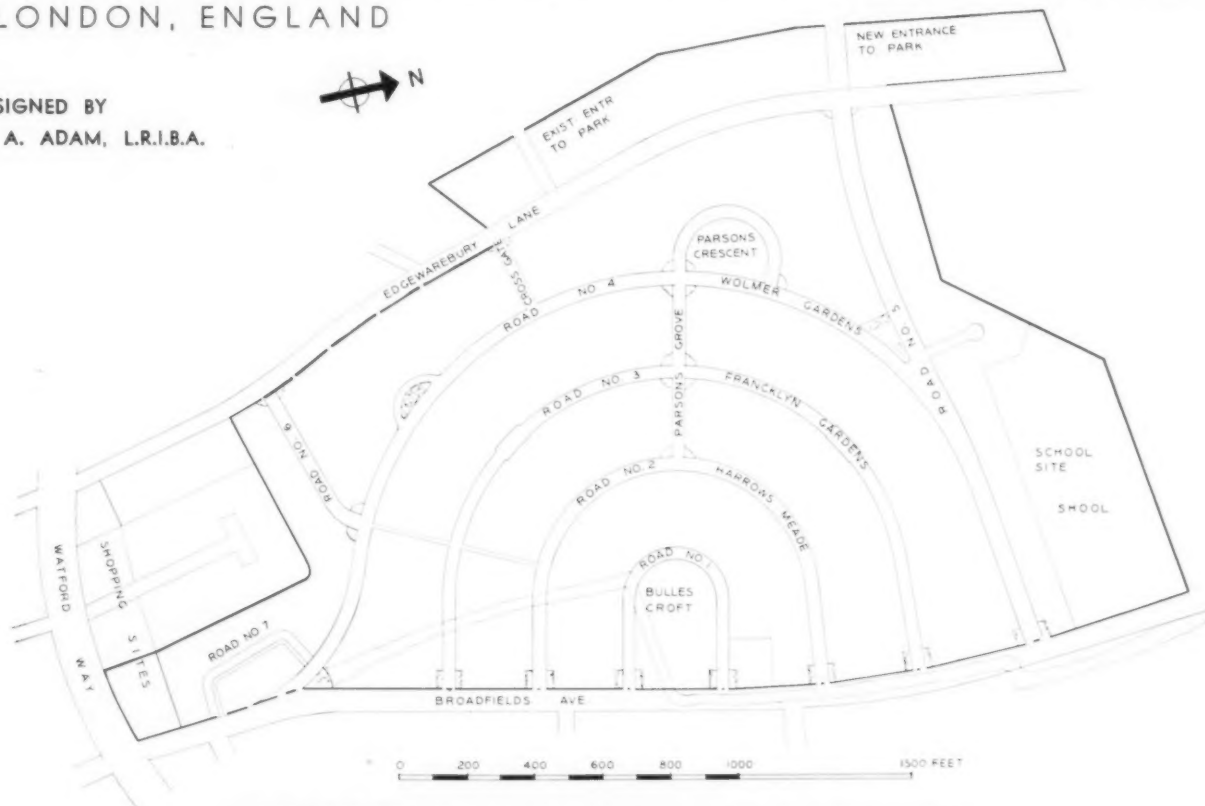 LONDON, ENGLAND
SIGNED BY
A. ADAM, L.R.I.B.A.
N
NEW ENTRANCE
TO PARK
EXIST. ENTR
TO PARK
EDGEWAREBURY LANE
CROSS GATE
PARSONS
CRESCENT
ROAD NO. 4
WOLMER GARDENS
ROAD NO 5
PARSONS GROVE
ROAD NO. 3
FRANCKLYN GARDENS
ROAD NO. 2
HARROWS MEADE
ROAD NO. 1
BULLES
CROFT
ROAD NO 6
SCHOOL
SITE
SHOOL
WATFORD WAY
SHOPPING SITES
ROAD NO 7
BROADFIELDS AVE
0 200 400 600 800 1000 1500 FEET